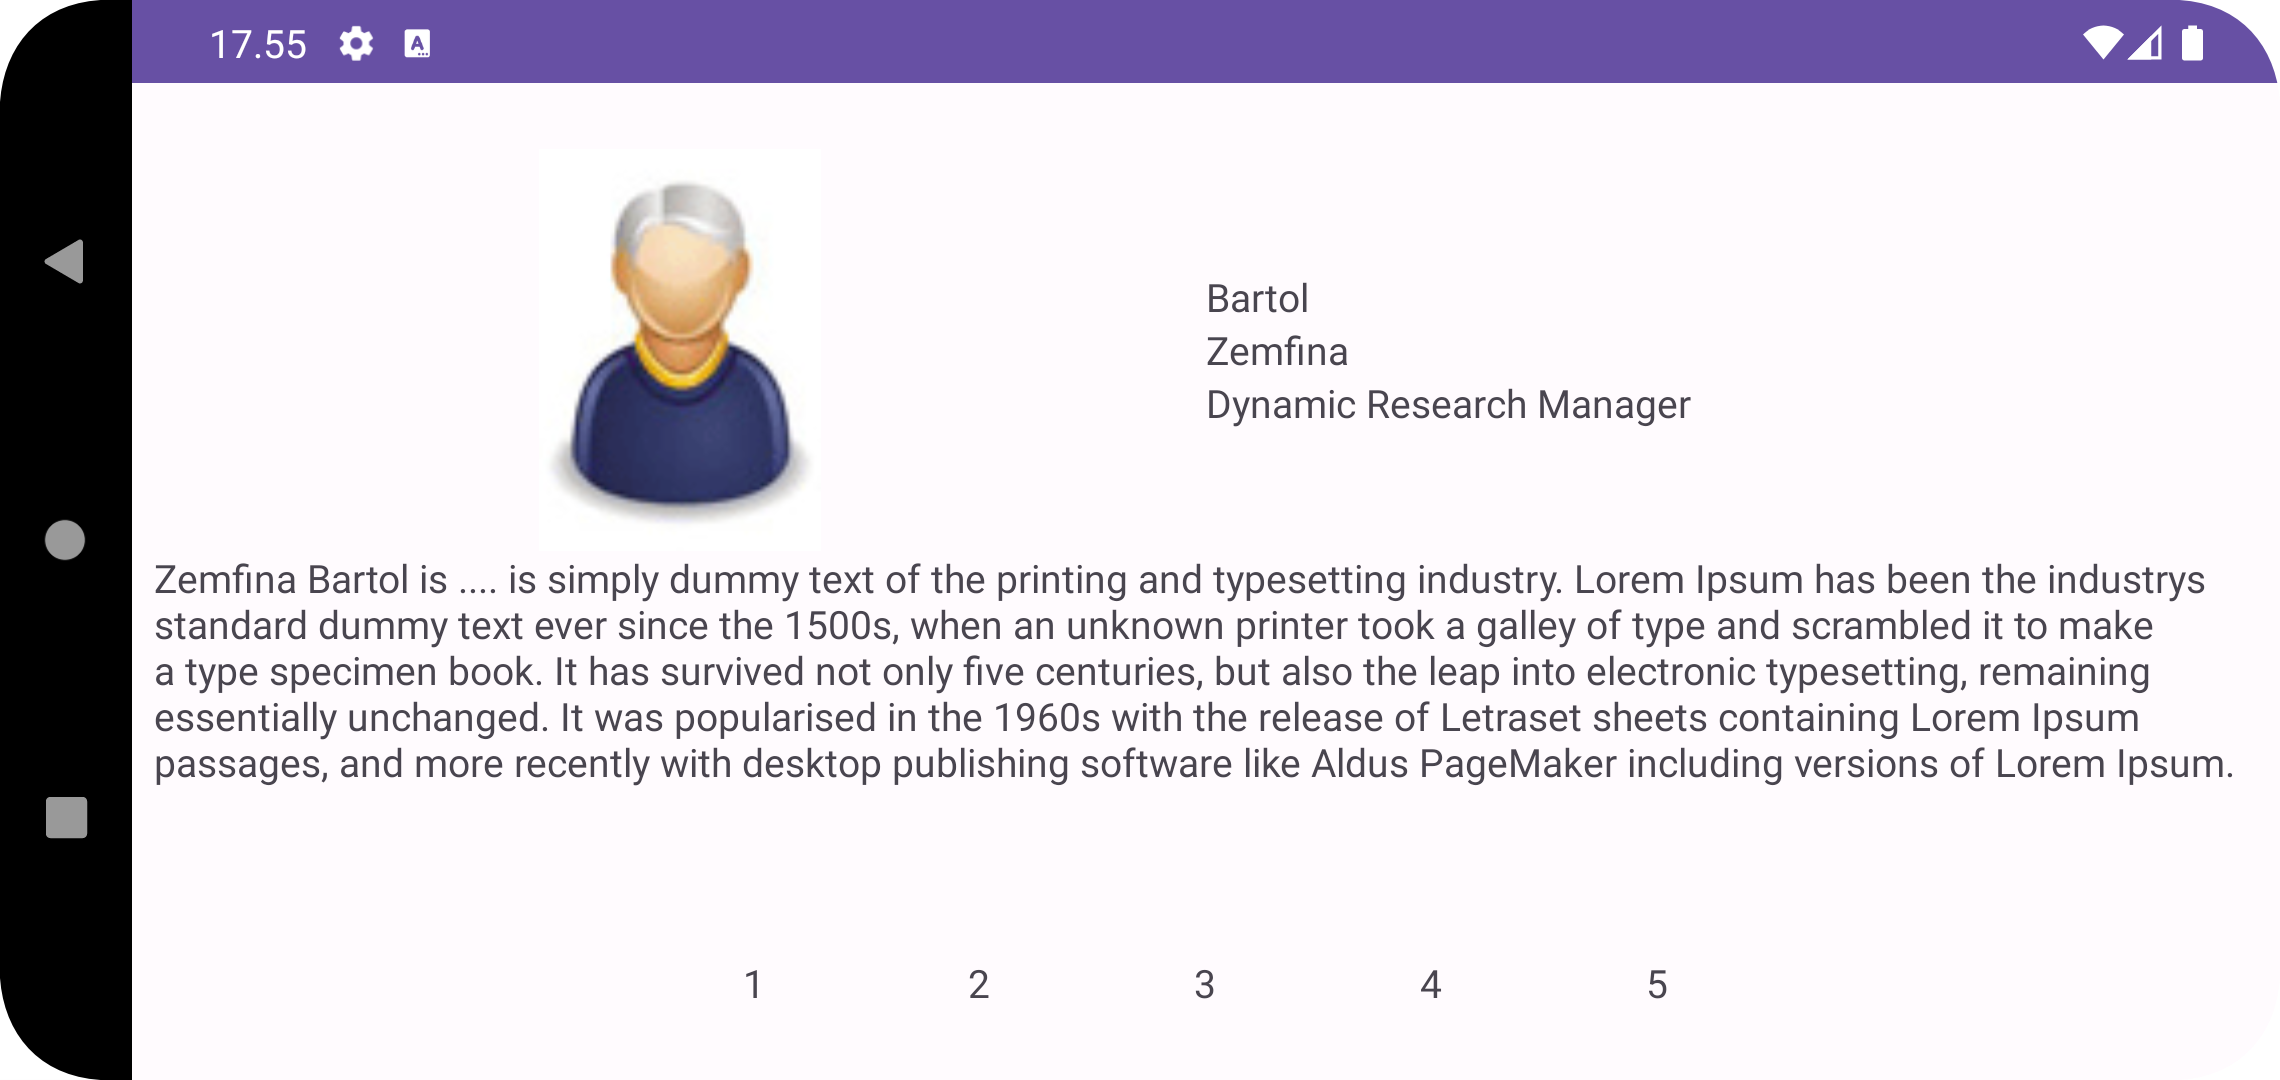 17.55
Bartol
Zemfina
Dynamic Research Manager
Zemfina Bartol is .... is simply dummy text of the printing and typesetting industry. Lorem Ipsum has been the industrys
standard dummy text ever since the 1500s, when an unknown printer took a galley of type and scrambled it to make
a type specimen book. It has survived not only five centuries, but also the leap into electronic typesetting, remaining
essentially unchanged. It was popularised in the 1960s with the release of Letraset sheets containing Lorem Ipsum
passages, and more recently with desktop publishing software like Aldus PageMaker including versions of Lorem Ipsum.
1 2 3 4 5